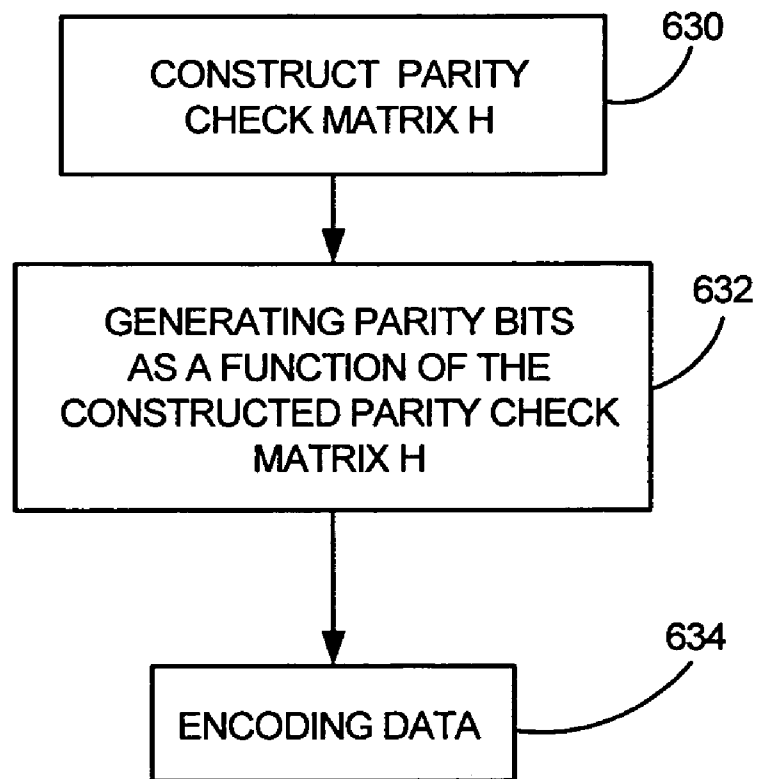 630
CONSTRUCT PARITY
CHECK MATRIX H
632
GENERATING PARITY BITS
AS A FUNCTION OF THE
CONSTRUCTED PARITY CHECK
MATRIX H
634
ENCODING DATA